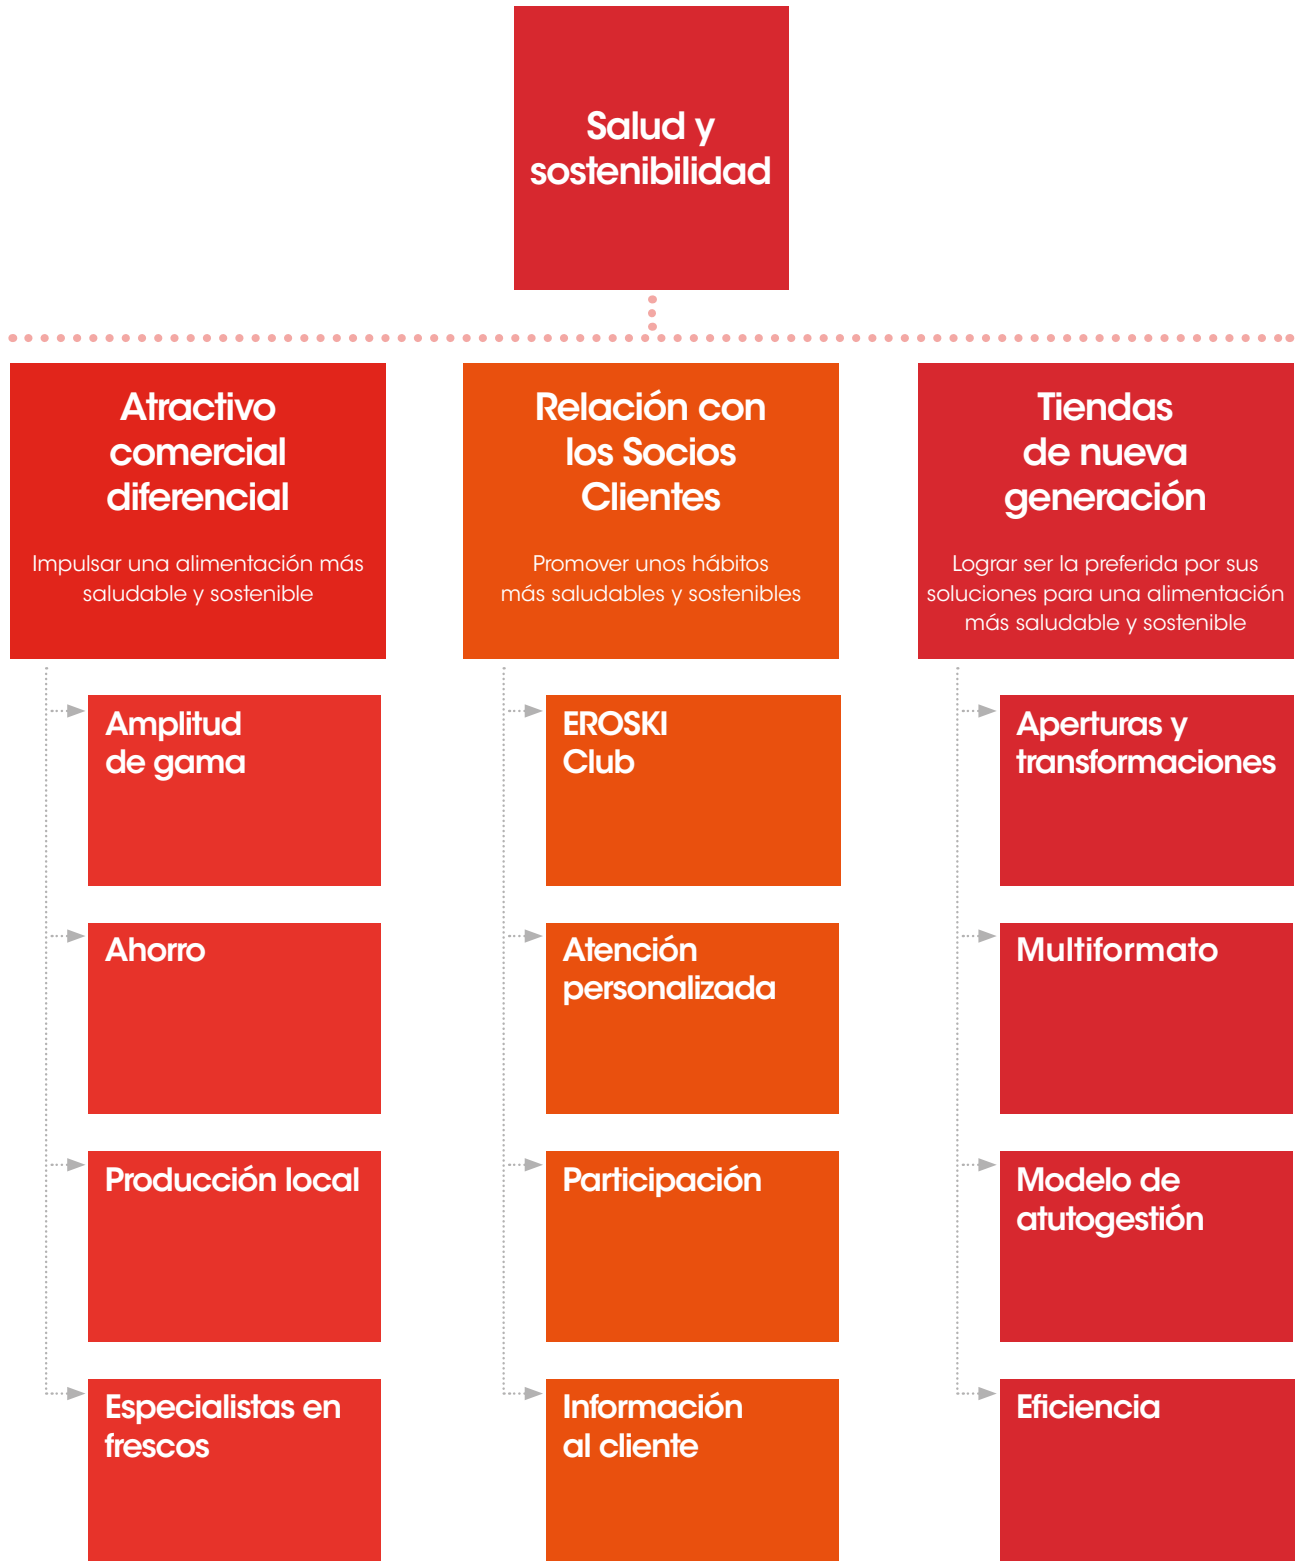 Salud y
sostenibilidad
Atractivo
comercial
diferencial
Impulsar una alimentación más
saludable y sostenible
Amplitud
de gama
Ahorro
Producción local
Especialistas en
frescos
Relación con
los Socios
Clientes
Promover unos hábitos
más saludables y sostenibles
EROSKI
Club
Atención
personalizada
Participación
Información
al cliente
Tiendas
de nueva
generación
Lograr ser la preferida por sus
soluciones para una alimentación
más saludable y sostenible
Aperturas y
transformaciones
Multiformato
Modelo de
atutogestión
Eficiencia